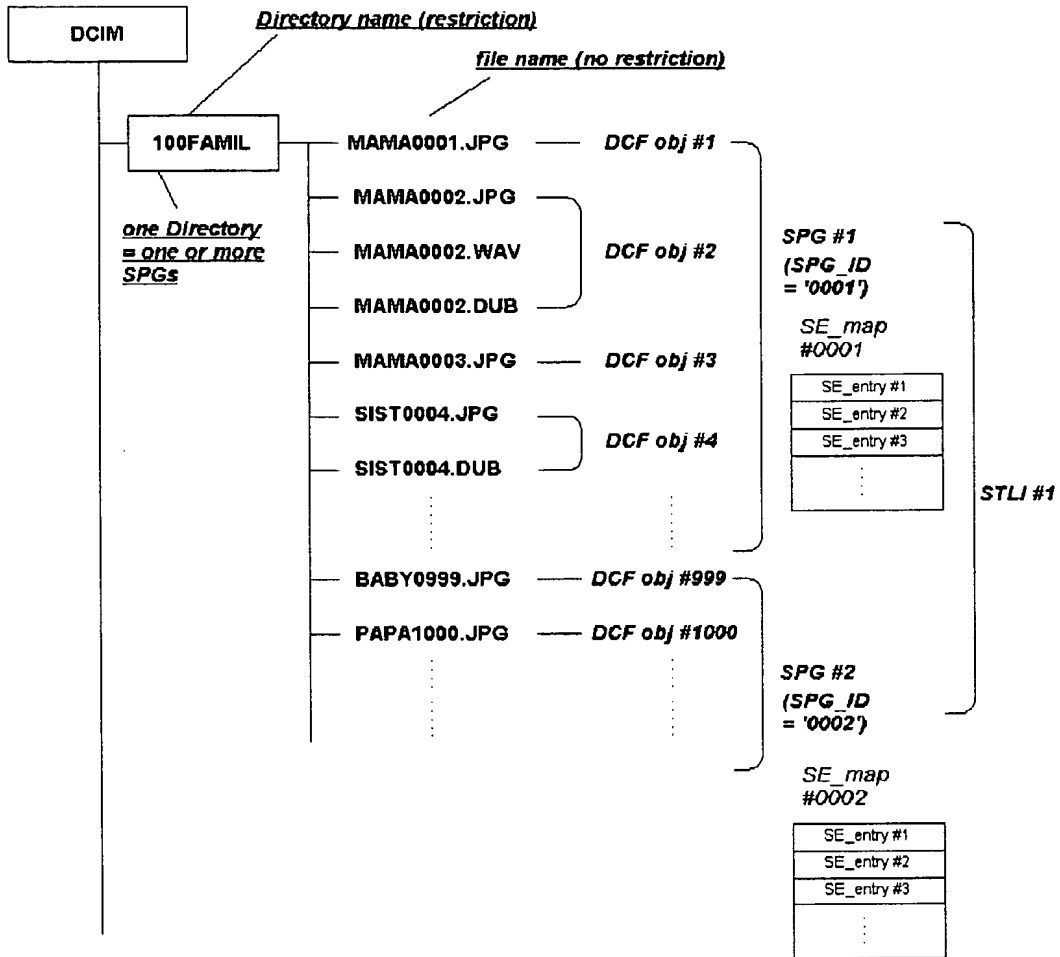 DCIM
Directory name (restriction)
file name (no restriction)
100FAMIL
one Directory
= one or more
SPGs
MAMA0001.JPG
DCF obj #1
MAMA0002.JPG
MAMA0002.WAV
DCF obj #2
MAMA0002.DUB
MAMA0003.JPG
DCF obj #3
SIST0004.JPG
DCF obj #4
SIST0004.DUB
BABY0999.JPG
DCF obj #999
PAPA1000.JPG
DCF obj #1000
SPG #1
(SPG_ID
= '0001')
SE_map
#0001
SE_entry #1
SE_entry #2
SE_entry #3
STLI #1
SPG #2
(SPG_ID
= '0002')
SE_map
#0002
SE_entry #1
SE_entry #2
SE_entry #3